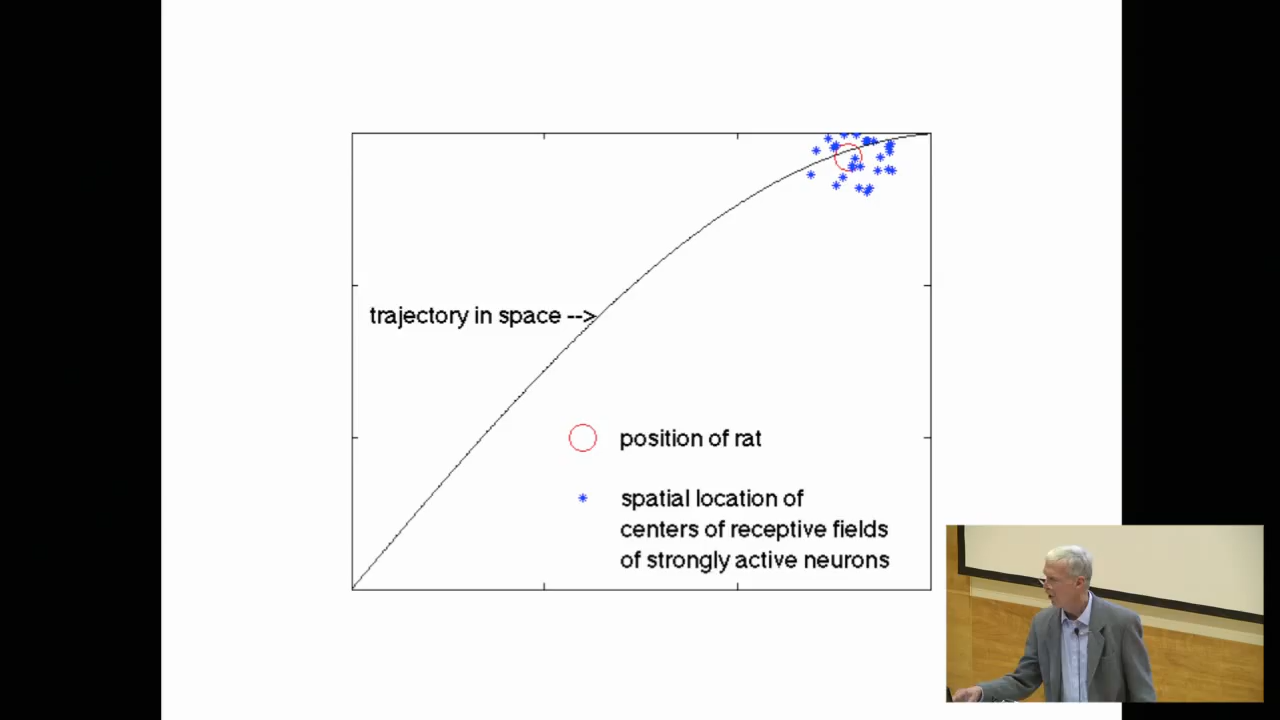 trajectory in space -->
position of rat
spatial location of
centers of receptive fields
of strongly active neurons